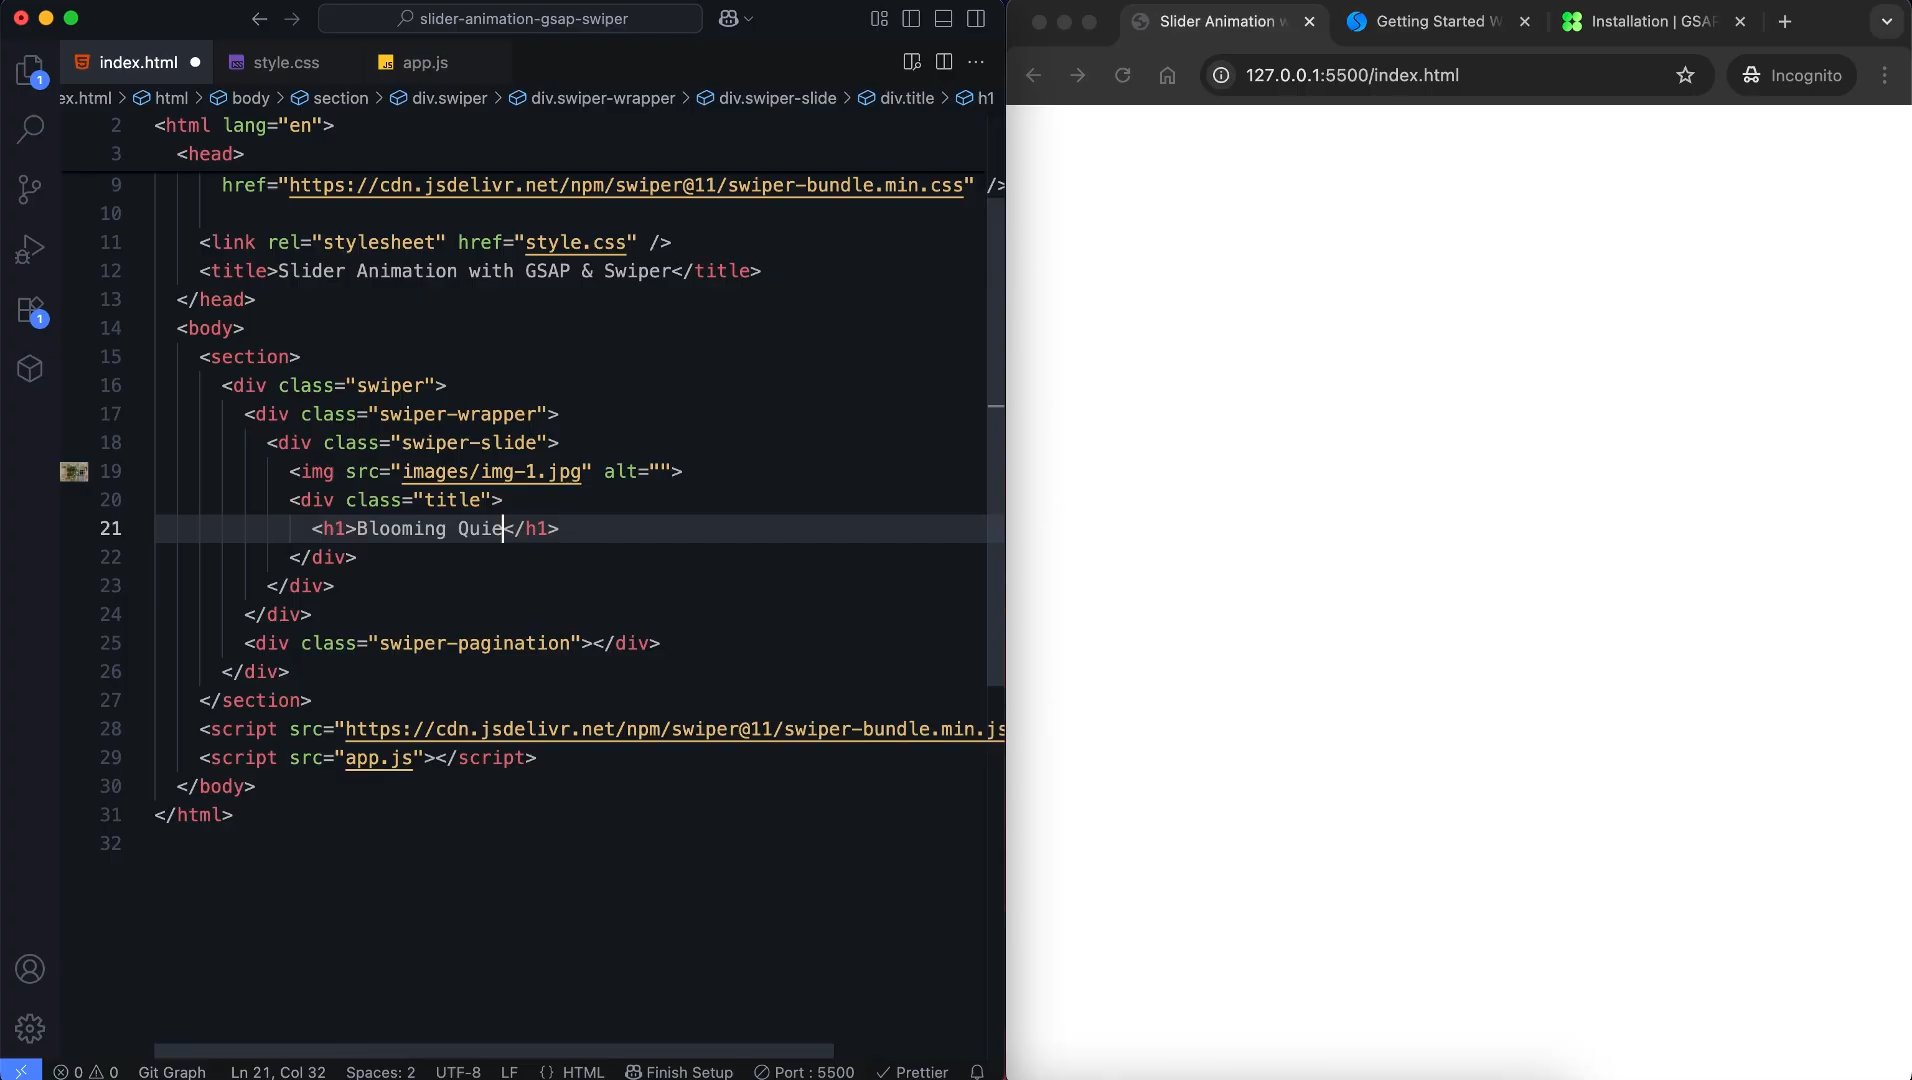 slider-animation-gsap-swiper
index.html
style.css
app.js
ex.html > html > body > section > div.swiper > div.swiper-wrapper > div.swiper-slide > div.title > h1
2 <html lang="en">
3 <head>
9 href="https://cdn.jsdelivr.net/npm/swiper@11/swiper-bundle.min.css" />
10
11 <link rel="stylesheet" href="style.css" />
12 <title>Slider Animation with GSAP & Swiper</title>
13 </head>
14 <body>
15 <section>
16 <div class="swiper">
17 <div class="swiper-wrapper">
18 <div class="swiper-slide">
19 <img src="images/img-1.jpg" alt="">
20 <div class="title">
21 <h1>Blooming Quie</h1>
22 </div>
23 </div>
24 </div>
25 <div class="swiper-pagination"></div>
26 </div>
27 </section>
28 <script src="https://cdn.jsdelivr.net/npm/swiper@11/swiper-bundle.min.js
29 <script src="app.js"></script>
30 </body>
31 </html>
32
1
1
0 0 Git Graph Ln 21, Col 32 Spaces: 2 UTF-8 LF {} HTML Finish Setup Port : 5500 Prettier
Slider Animation w
Getting Started W
Installation | GSAP
127.0.0.1:5500/index.html
Incognito